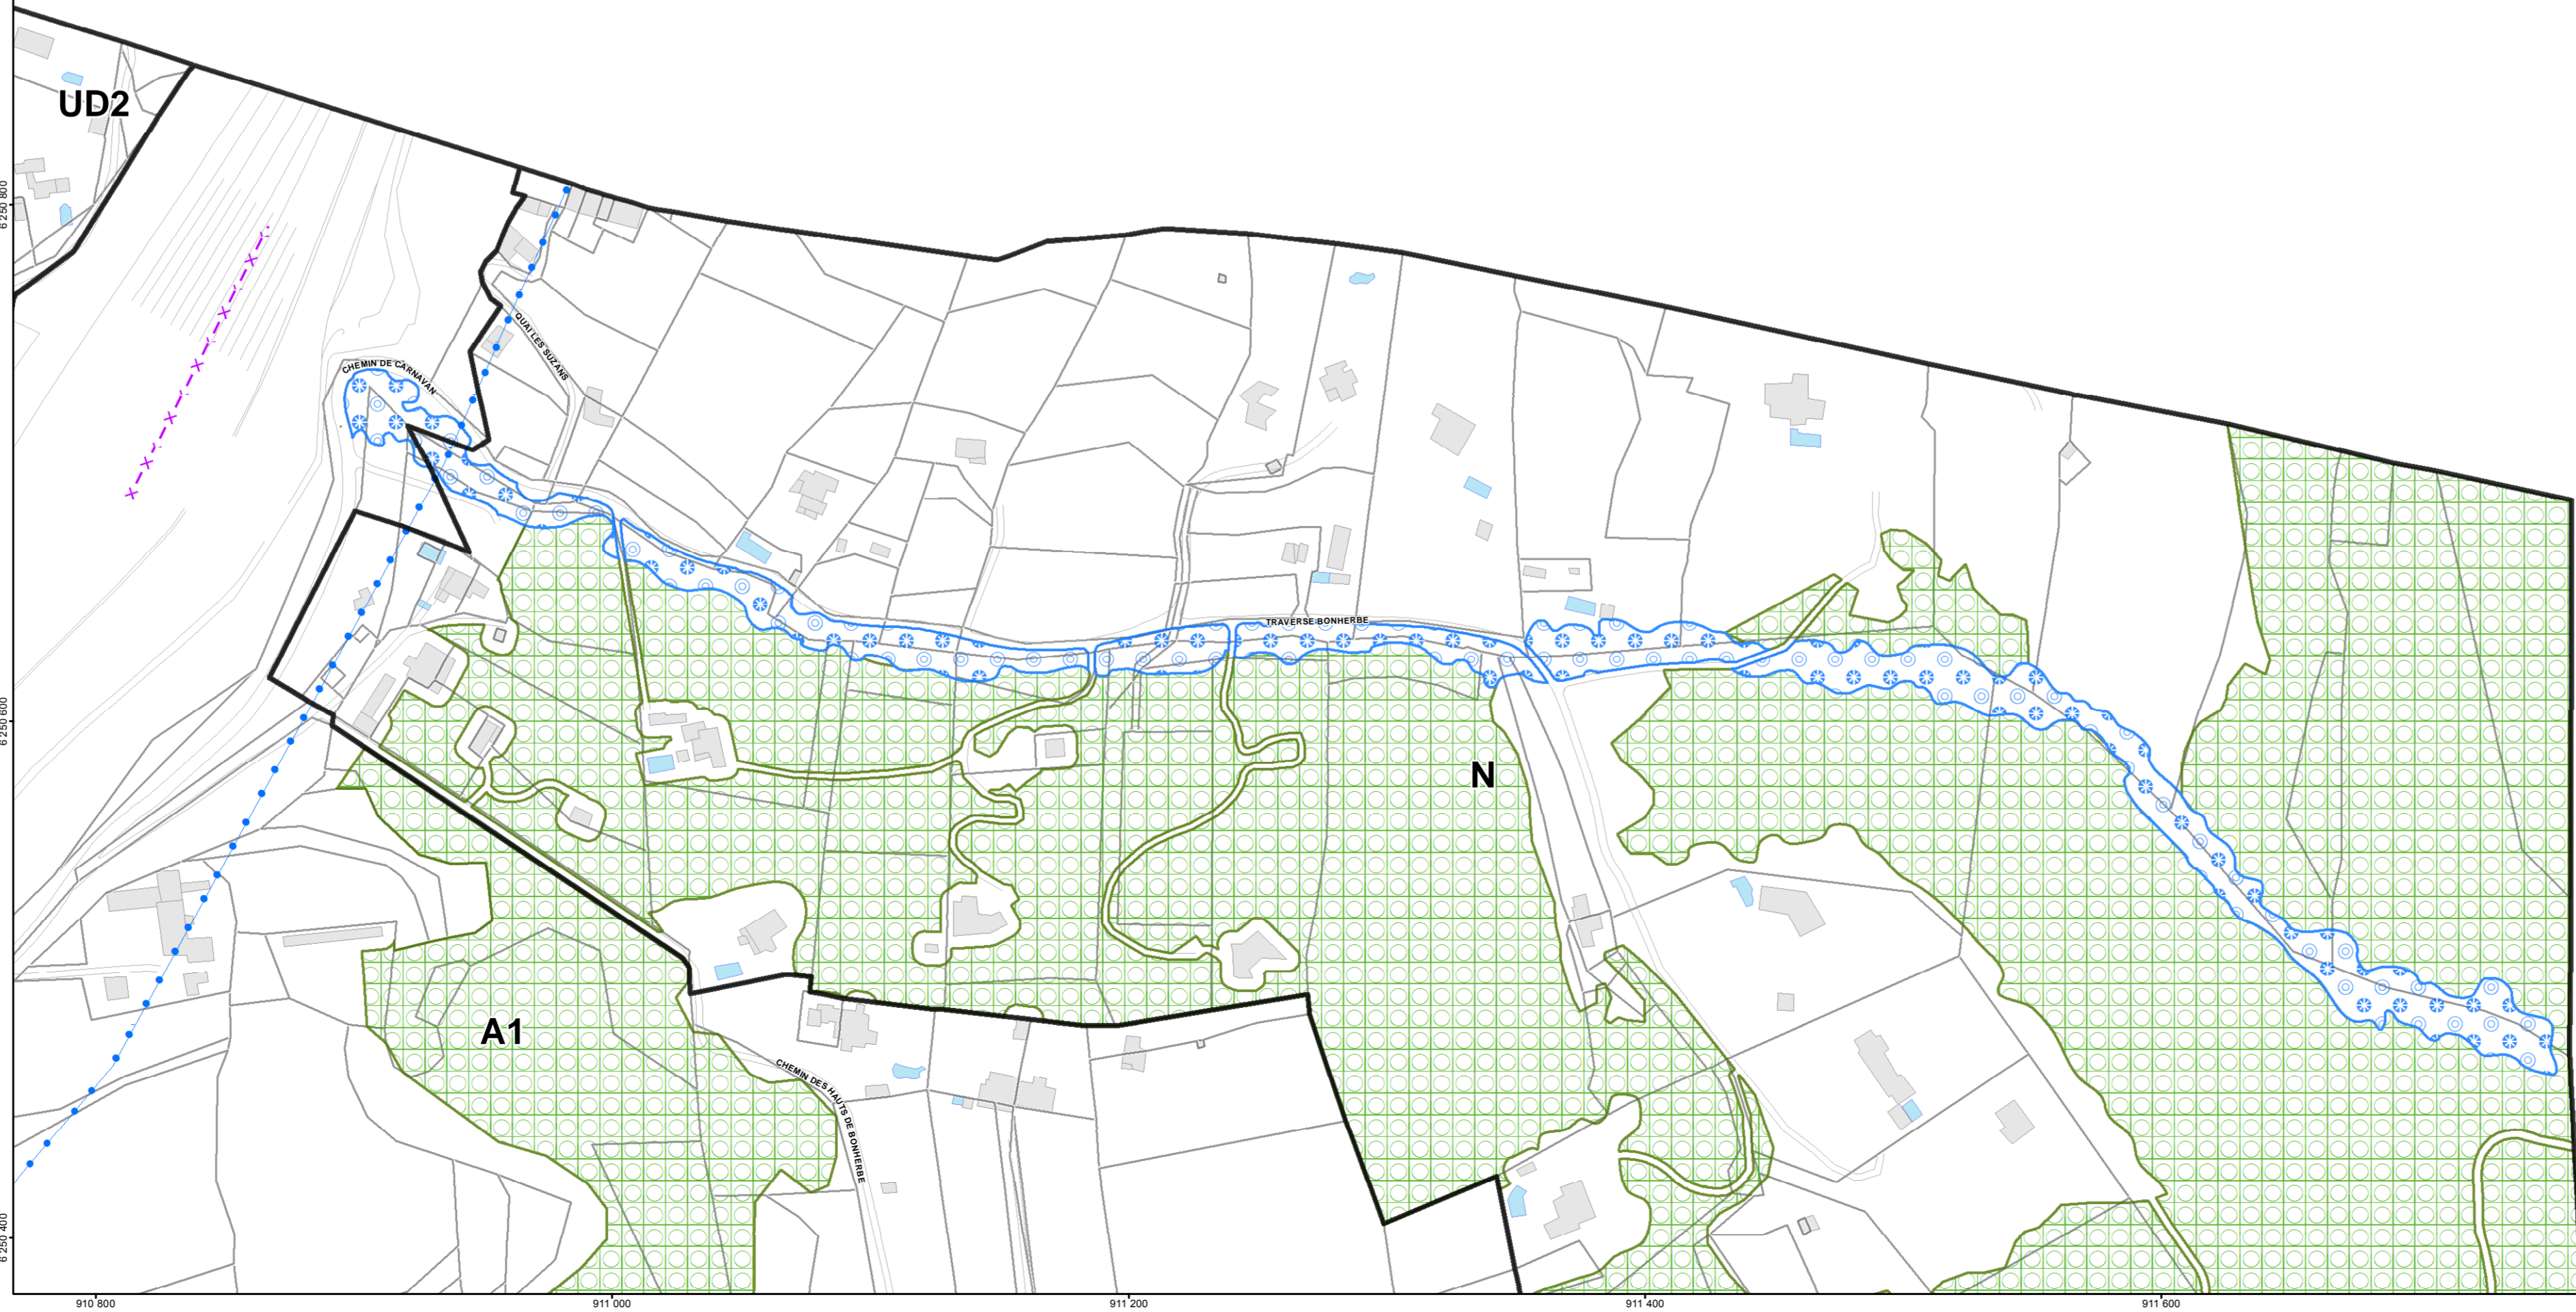 UD2
6 250 800
CHEMIN DE CARNAVAN
QUAI LES SUZANS
TRAVERSE BONHERBE
6 250 600
N
A1
CHEMIN DES HAUTS DE BONHERBE
6 250 400
910 800
911 000
911 200
911 400
911 600